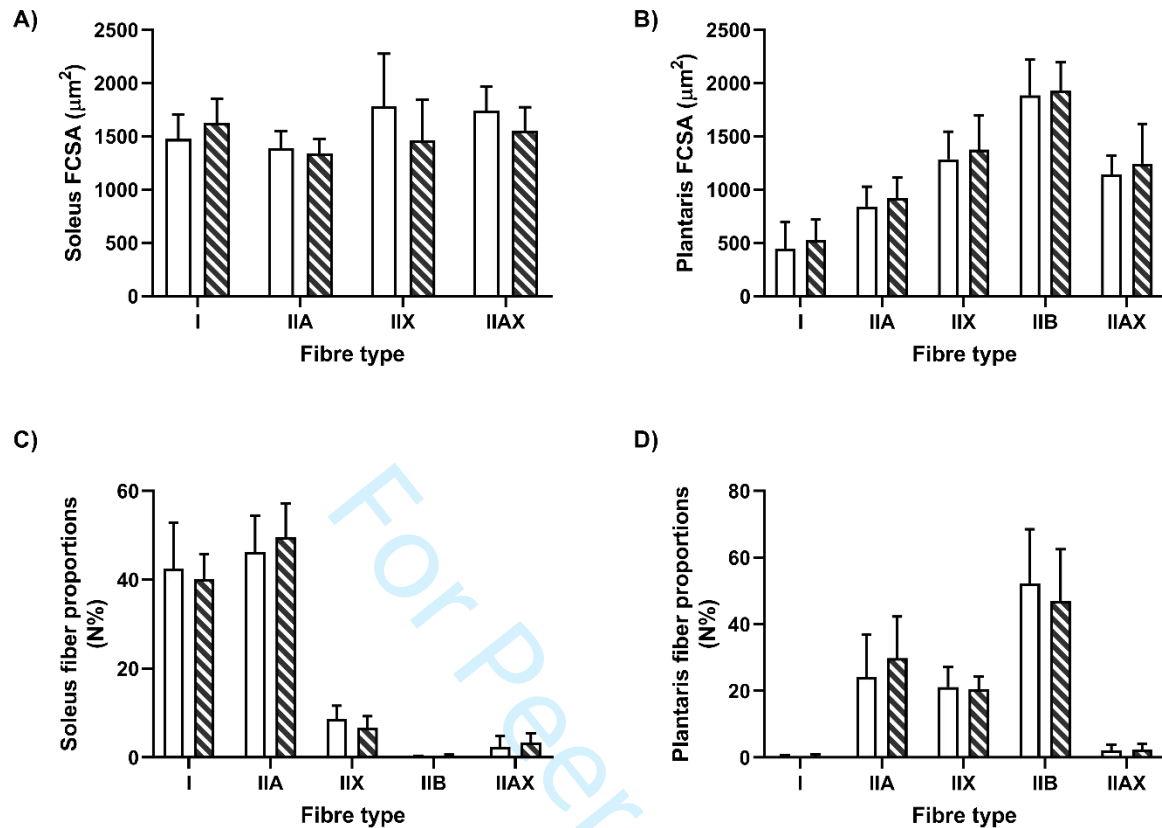 A)
Soleus FCSA (μm²)
2500
2000
1500
1000
500
0
I IIA IIX IIAX
Fibre type
B)
Plantaris FCSA (μm²)
2500
2000
1500
1000
500
0
I IIA IIX IIB IIAX
Fibre type
C)
Soleus fiber proportions
(N%)
60
40
20
0
I IIA IIX IIB IIAX
Fibre type
D)
Plantaris fiber proportions
(N%)
80
60
40
20
0
I IIA IIX IIB IIAX
Fibre type
For Peer